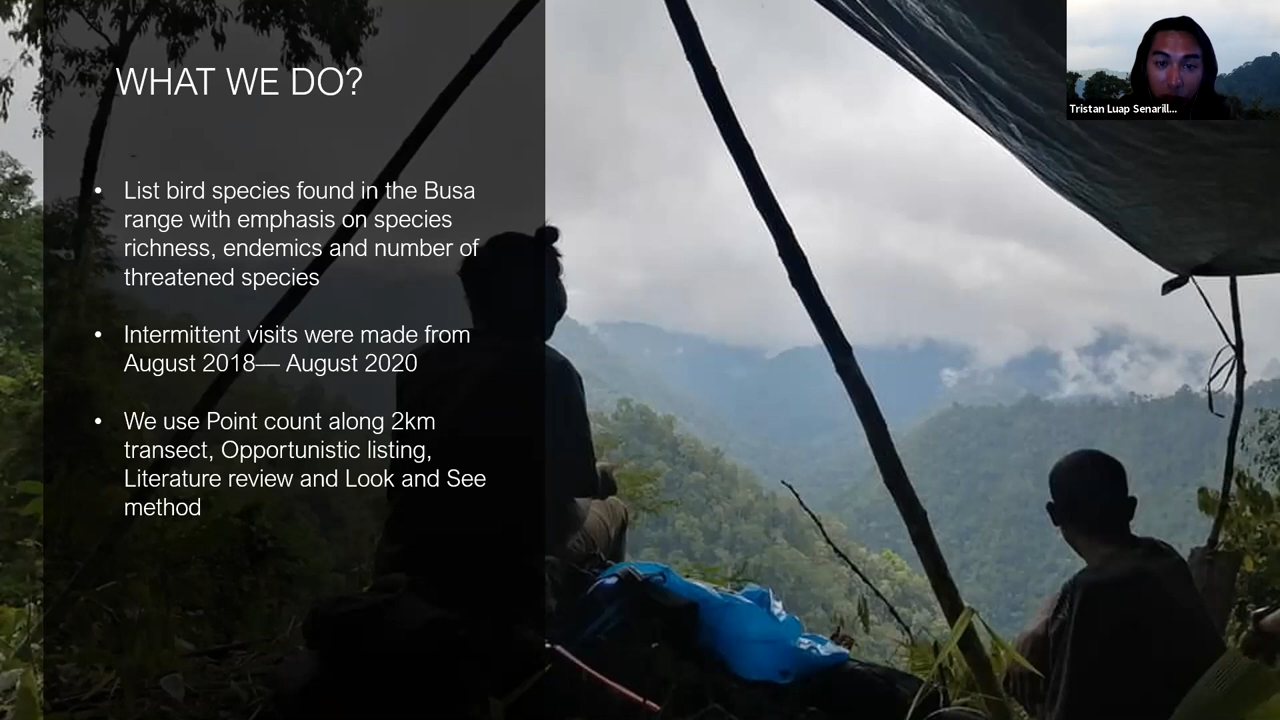 WHAT WE DO?
• List bird species found in the Busa
range with emphasis on species
richness, endemics and number of
threatened species
• Intermittent visits were made from
August 2018— August 2020
• We use Point count along 2km
transect, Opportunistic listing,
Literature review and Look and See
method
Tristan Luap Senarill...